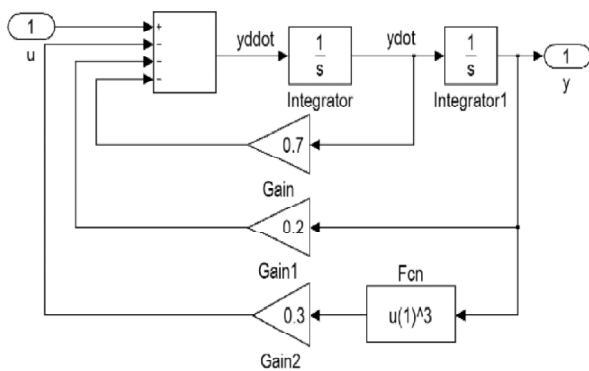 1
u
+
−
−
−
yddot
1
s
Integrator
ydot
1
s
Integrator1
1
y
0.7
Gain
0.2
Gain1
Fcn
u(1)^3
0.3
Gain2